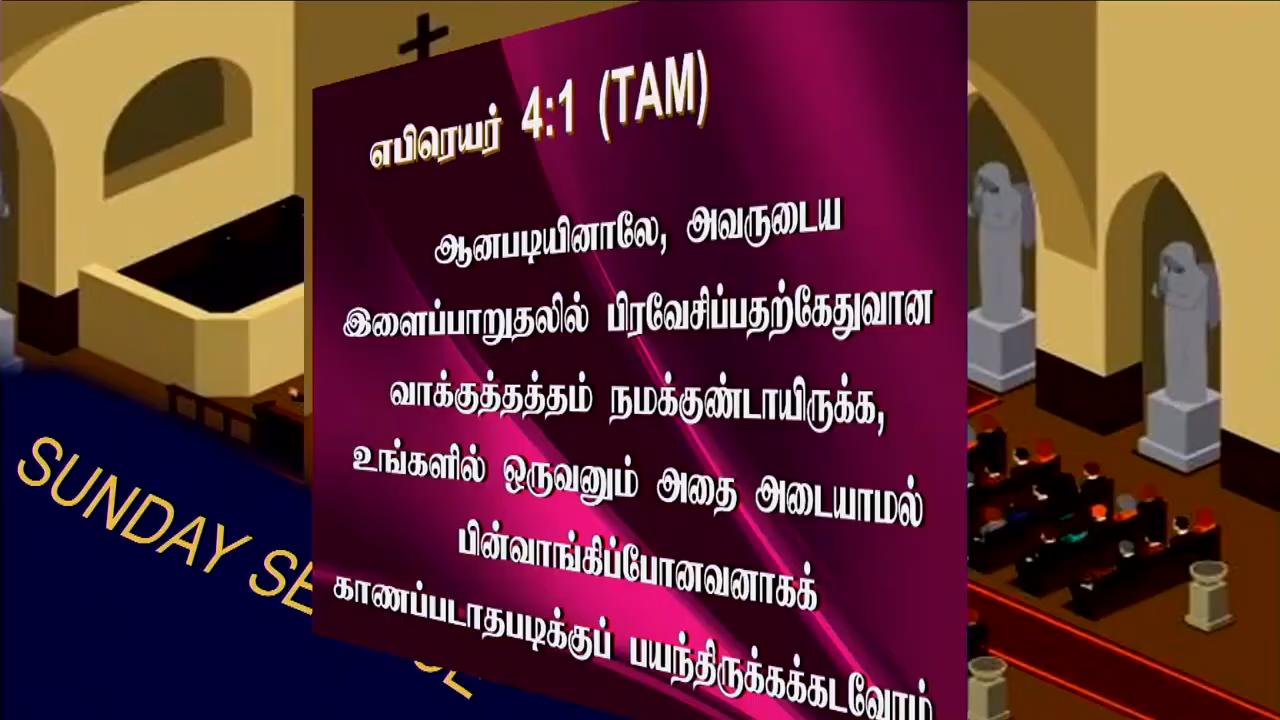 எபிரெயர் 4:1 (TAM)
ஆனபடியினாலே, அவருடைய
இளைப்பாறுதலில் பிரவேசிப்பதற்கேதுவான
வாக்குத்தத்தம் நமக்குண்டாயிருக்க,
உங்களில் ஒருவனும் அதை அடையாமல்
பின்வாங்கிப்போனவனாகக்
காணப்படாதபடிக்குப் பயந்திருக்கக்கடவோம்
SUNDAY